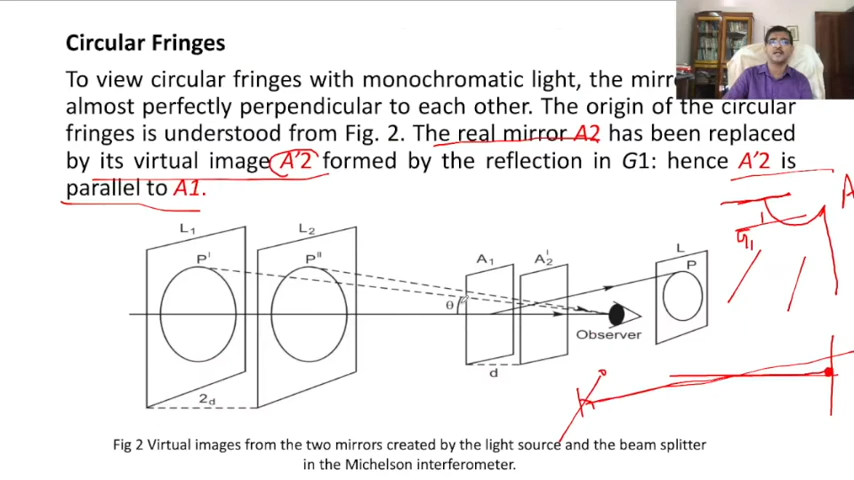 Circular Fringes
To view circular fringes with monochromatic light, the mirr
almost perfectly perpendicular to each other. The origin of the circular
fringes is understood from Fig. 2. The real mirror A2 has been replaced
by its virtual image A'2 formed by the reflection in G1: hence A'2 is
parallel to A1.
L1 L2
P' P"
A1 A'2
L
P
θ
Observer
d
2d
G1
A
Fig 2 Virtual images from the two mirrors created by the light source and the beam splitter
in the Michelson interferometer.